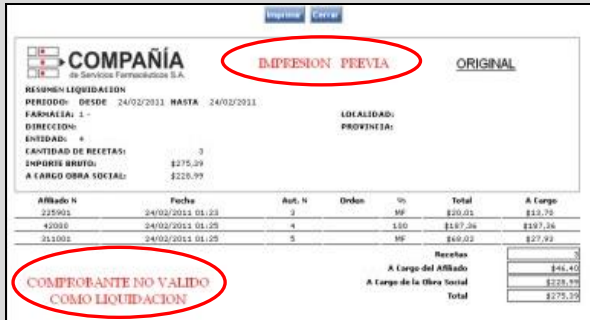 Imprimir Cerrar
COMPAÑÍA
de Servicios Farmacéuticos S.A.
IMPRESION PREVIA
ORIGINAL
RESUMEN LIQUIDACION
PERIODO: DESDE 24/02/2011 HASTA 24/02/2011
FARMACIA: 1 - LOCALIDAD:
DIRECCION: PROVINCIA:
ENTIDAD: 4
CANTIDAD DE RECETAS: 3
IMPORTE BRUTO: $275,39
A CARGO OBRA SOCIAL: $228,99
Afiliado N Fecha Aut. N Orden % Total A Cargo
225901 24/02/2011 01:23 3 MF $20,01 $13,70
42080 24/02/2011 01:25 4 100 $187,36 $187,36
311001 24/02/2011 01:25 5 MF $68,02 $27,93
Recetas 3
A Cargo del Afiliado $46,40
A Cargo de la Obra Social $228,99
Total $275,39
COMPROBANTE NO VALIDO
COMO LIQUIDACION